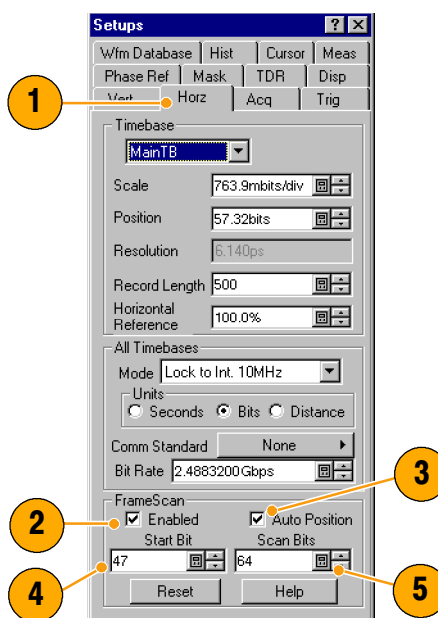 Setups ? X
Wfm Database Hist Cursor Meas
Phase Ref Mask TDR Disp
Vert Horz Acq Trig
1
Timebase
MainTB
Scale 763.9mbits/div
Position 57.32bits
Resolution 6.140ps
Record Length 500
Horizontal
Reference 100.0%
All Timebases
Mode Lock to Int. 10MHz
Units
Seconds Bits Distance
Comm Standard None
Bit Rate 2.4883200Gbps
3
FrameScan
2 Enabled Auto Position
Start Bit Scan Bits
4 47 64 5
Reset Help